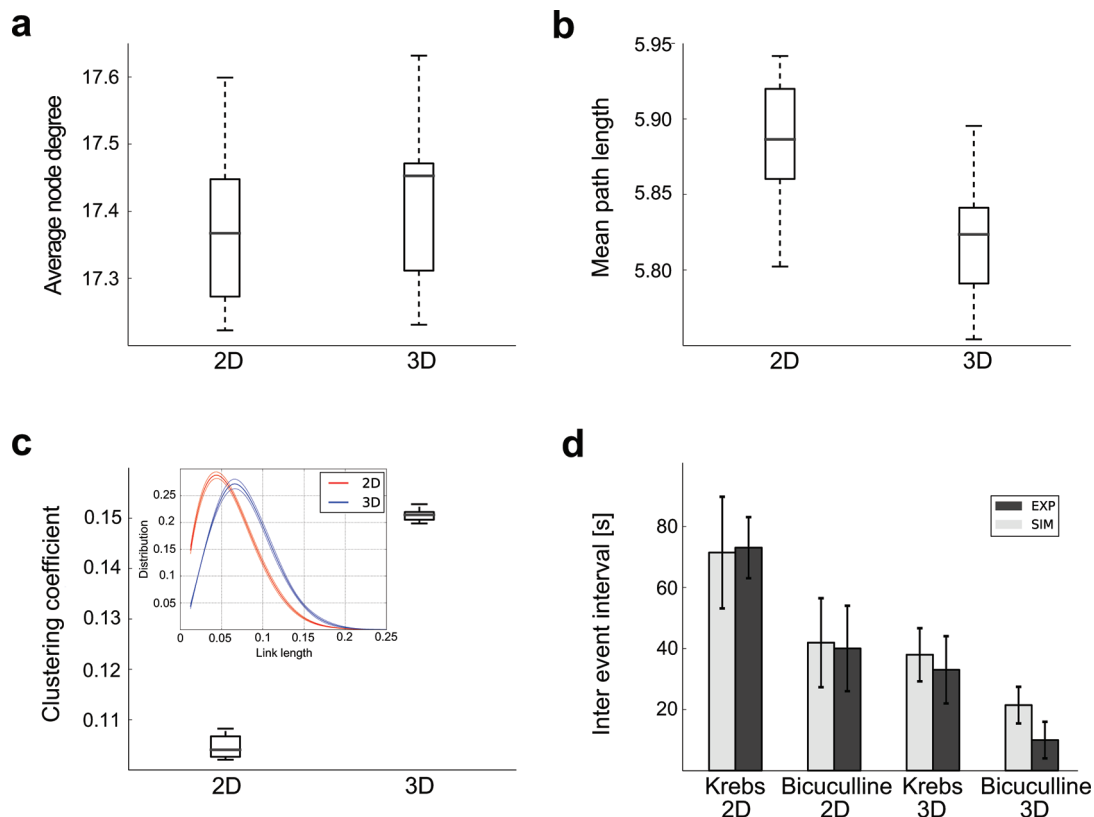 a
Average node degree
17.6
17.5
17.4
17.3
2D
3D
b
Mean path length
5.95
5.90
5.85
5.80
2D
3D
c
Clustering coefficient
0.15
0.14
0.13
0.12
0.11
2D
3D
Distribution
0.25
0.2
0.15
0.1
0.05
0
0.05
0.1
0.15
0.2
0.25
Link length
2D
3D
d
Inter event interval [s]
80
60
40
20
EXP
SIM
Krebs
2D
Bicuculline
2D
Krebs
3D
Bicuculline
3D